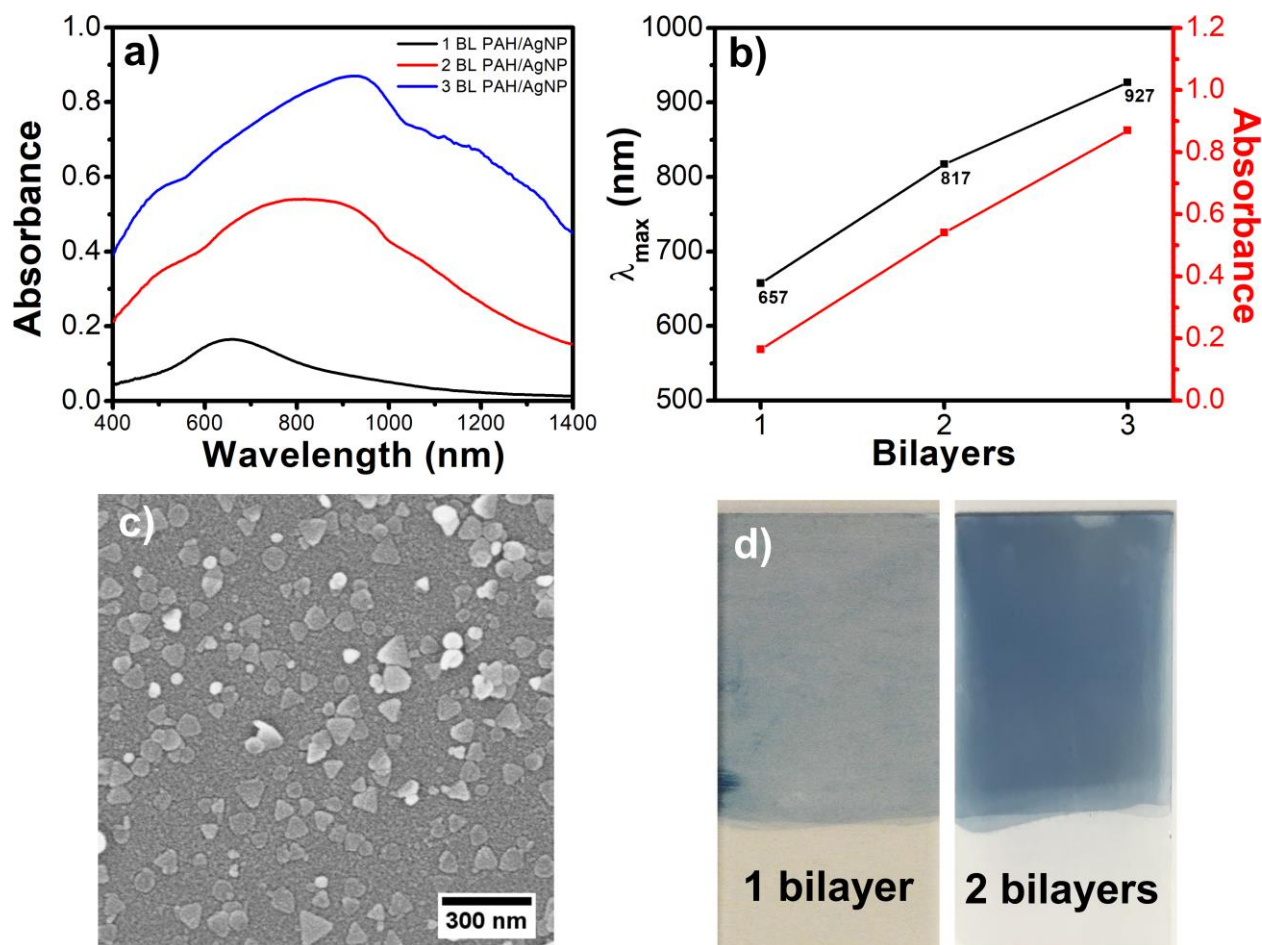 a)
1 BL PAH/AgNP
2 BL PAH/AgNP
3 BL PAH/AgNP
1.0
0.8
0.6
0.4
0.2
0.0
Absorbance
400
600
800
1000
1200
1400
Wavelength (nm)
b)
1000
900
800
700
600
500
λmax (nm)
657
817
927
1.2
1.0
0.8
0.6
0.4
0.2
0.0
Absorbance
1
2
3
Bilayers
c)
300 nm
d)
1 bilayer
2 bilayers